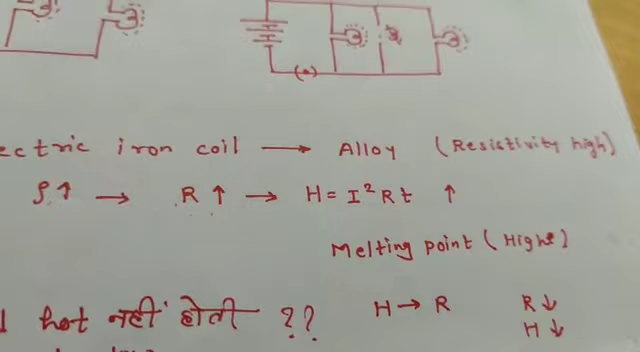 ectric iron coil → Alloy (Resistivity high)
ρ↑ → R ↑ → H = I²Rt ↑
Melting point (High)
hot नहीं होती ?? H → R R↓
H↓